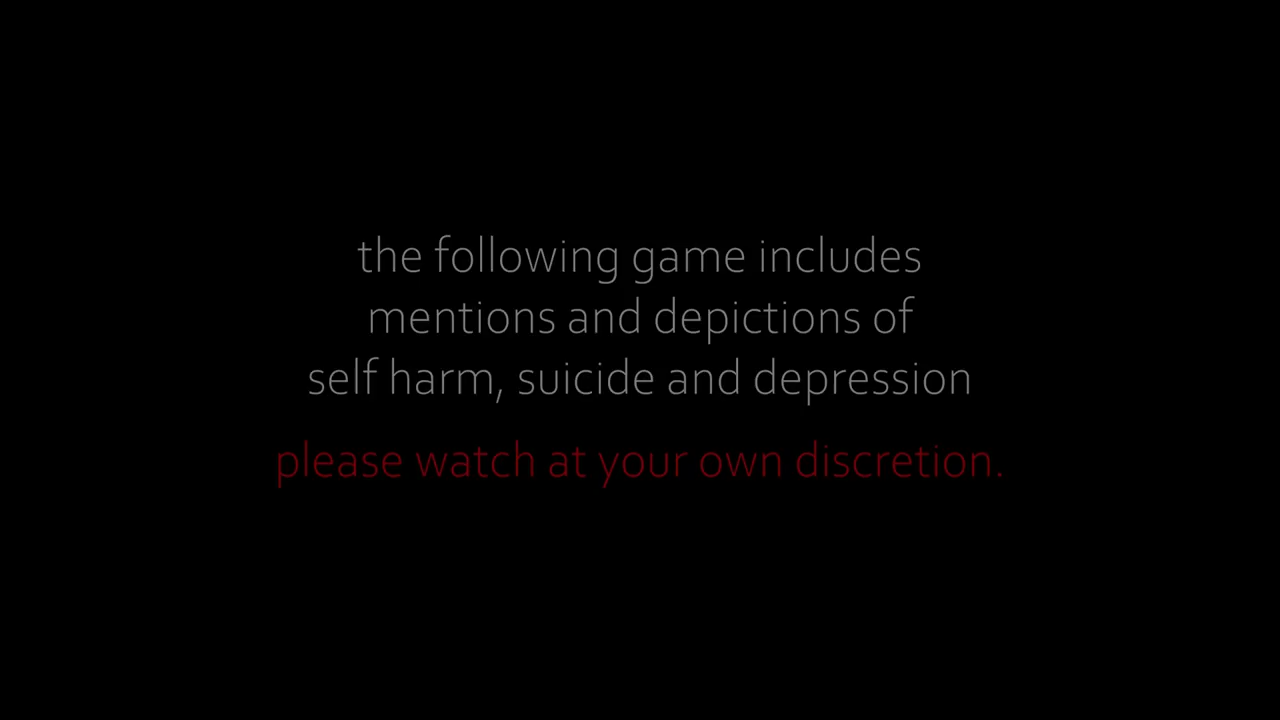 the following game includes
mentions and depictions of
self harm, suicide and depression
please watch at your own discretion.